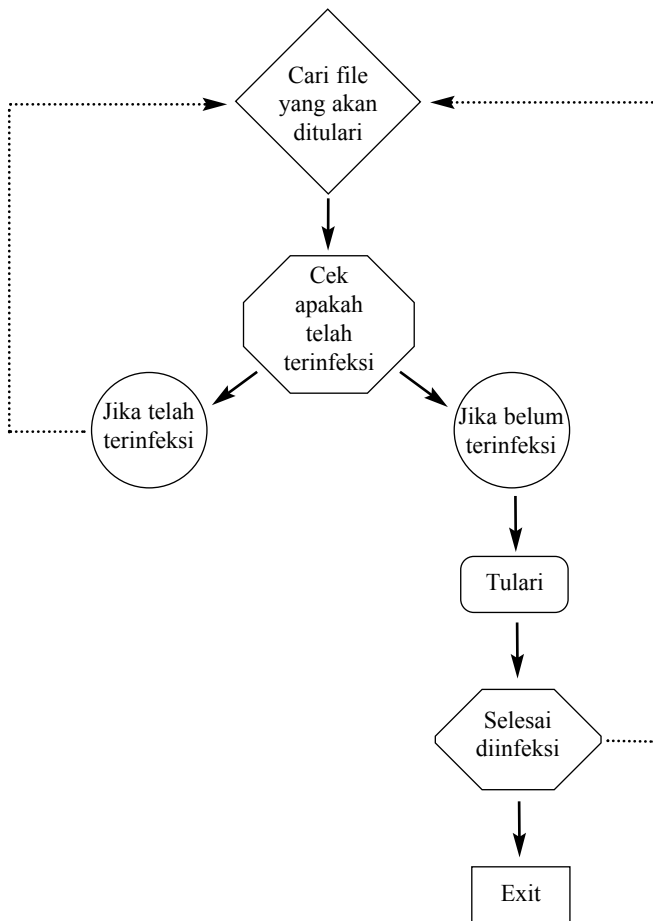 Cari file
yang akan
ditulari
Cek
apakah
telah
terinfeksi
Jika telah
terinfeksi
Jika belum
terinfeksi
Tulari
Selesai
diinfeksi
Exit